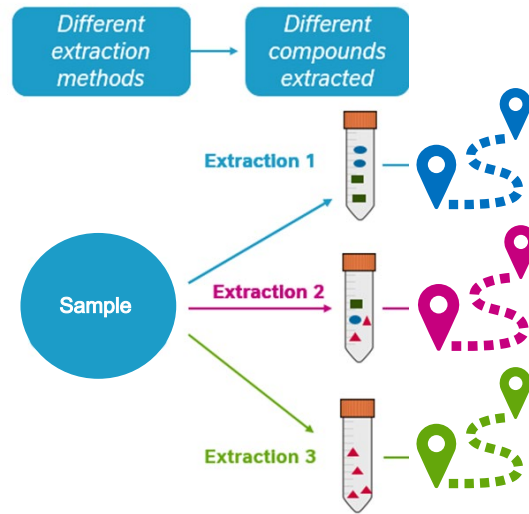 Different
extraction
methods
Different
compounds
extracted
Extraction 1
Sample
Extraction 2
Extraction 3